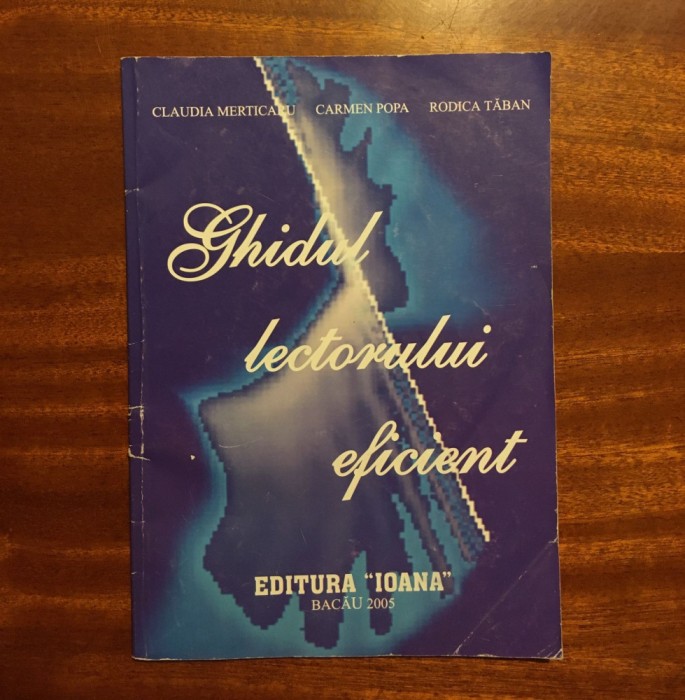 CLAUDIA MERTICARU CARMEN POPA RODICA TĂBAN
Ghidul
lectorului
eficient
EDITURA "IOANA"
BACĂU 2005